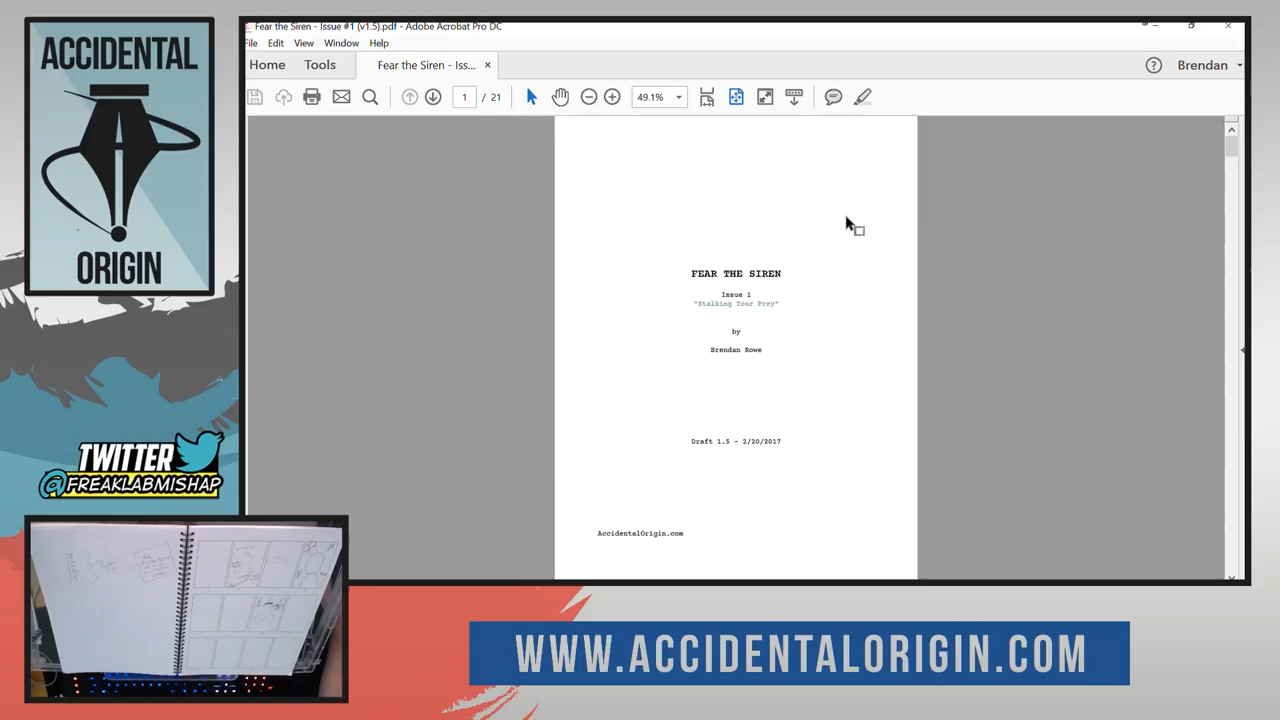 ACCIDENTAL
ORIGIN
Fear the Siren - Issue #1 (v1.5).pdf - Adobe Acrobat Pro DC
File Edit View Window Help
Home Tools Fear the Siren - Iss... × Brendan
1 / 21 49.1%
FEAR THE SIREN
Issue 1
"Stalking Your Prey"
by
Brendan Rowe
Draft 1.5 - 2/20/2017
AccidentalOrigin.com
TWITTER
@FREAKLABMISHAP
WWW.ACCIDENTALORIGIN.COM